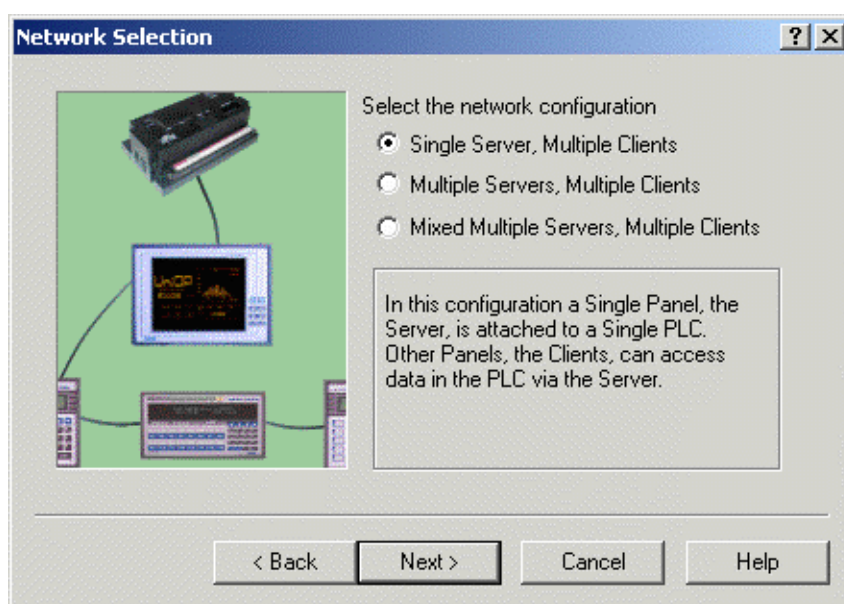 Network Selection
Select the network configuration
Single Server, Multiple Clients
Multiple Servers, Multiple Clients
Mixed Multiple Servers, Multiple Clients
In this configuration a Single Panel, the
Server, is attached to a Single PLC.
Other Panels, the Clients, can access
data in the PLC via the Server.
UniOP
< Back
Next >
Cancel
Help